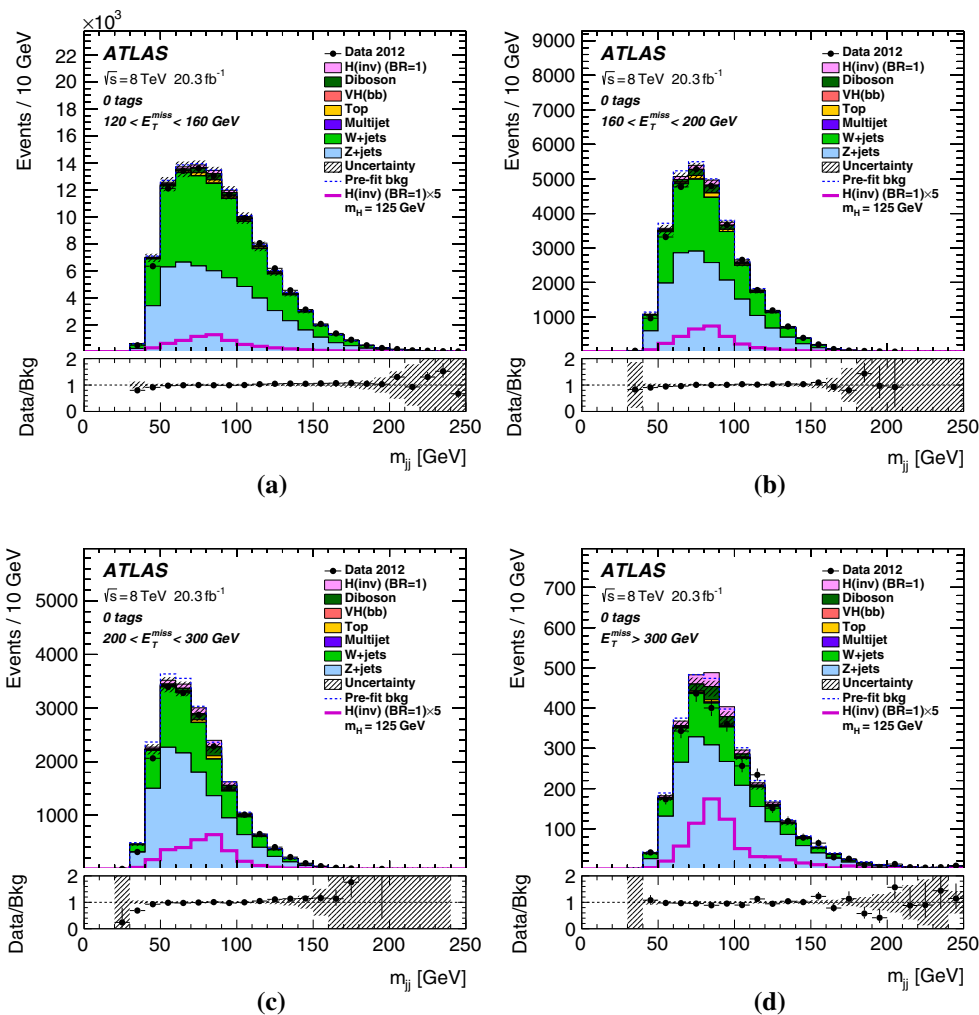 ×10³
Events / 10 GeV
22
20
18
16
14
12
10
8
6
4
2
ATLAS
√s = 8 TeV 20.3 fb⁻¹
0 tags
120 < E_T^miss < 160 GeV
Data 2012
H(inv) (BR=1)
Diboson
VH(bb)
Top
Multijet
W+jets
Z+jets
Uncertainty
Pre-fit bkg
H(inv) (BR=1)×5
m_H = 125 GeV
Data/Bkg
2
1
0
0 50 100 150 200 250
m_jj [GeV]
(a)
Events / 10 GeV
9000
8000
7000
6000
5000
4000
3000
2000
1000
ATLAS
√s = 8 TeV 20.3 fb⁻¹
0 tags
160 < E_T^miss < 200 GeV
Data 2012
H(inv) (BR=1)
Diboson
VH(bb)
Top
Multijet
W+jets
Z+jets
Uncertainty
Pre-fit bkg
H(inv) (BR=1)×5
m_H = 125 GeV
Data/Bkg
2
1
0
0 50 100 150 200 250
m_jj [GeV]
(b)
Events / 10 GeV
5000
4000
3000
2000
1000
ATLAS
√s = 8 TeV 20.3 fb⁻¹
0 tags
200 < E_T^miss < 300 GeV
Data 2012
H(inv) (BR=1)
Diboson
VH(bb)
Top
Multijet
W+jets
Z+jets
Uncertainty
Pre-fit bkg
H(inv) (BR=1)×5
m_H = 125 GeV
Data/Bkg
2
1
0
0 50 100 150 200 250
m_jj [GeV]
(c)
Events / 10 GeV
700
600
500
400
300
200
100
ATLAS
√s = 8 TeV 20.3 fb⁻¹
0 tags
E_T^miss > 300 GeV
Data 2012
H(inv) (BR=1)
Diboson
VH(bb)
Top
Multijet
W+jets
Z+jets
Uncertainty
Pre-fit bkg
H(inv) (BR=1)×5
m_H = 125 GeV
Data/Bkg
2
1
0
0 50 100 150 200 250
m_jj [GeV]
(d)